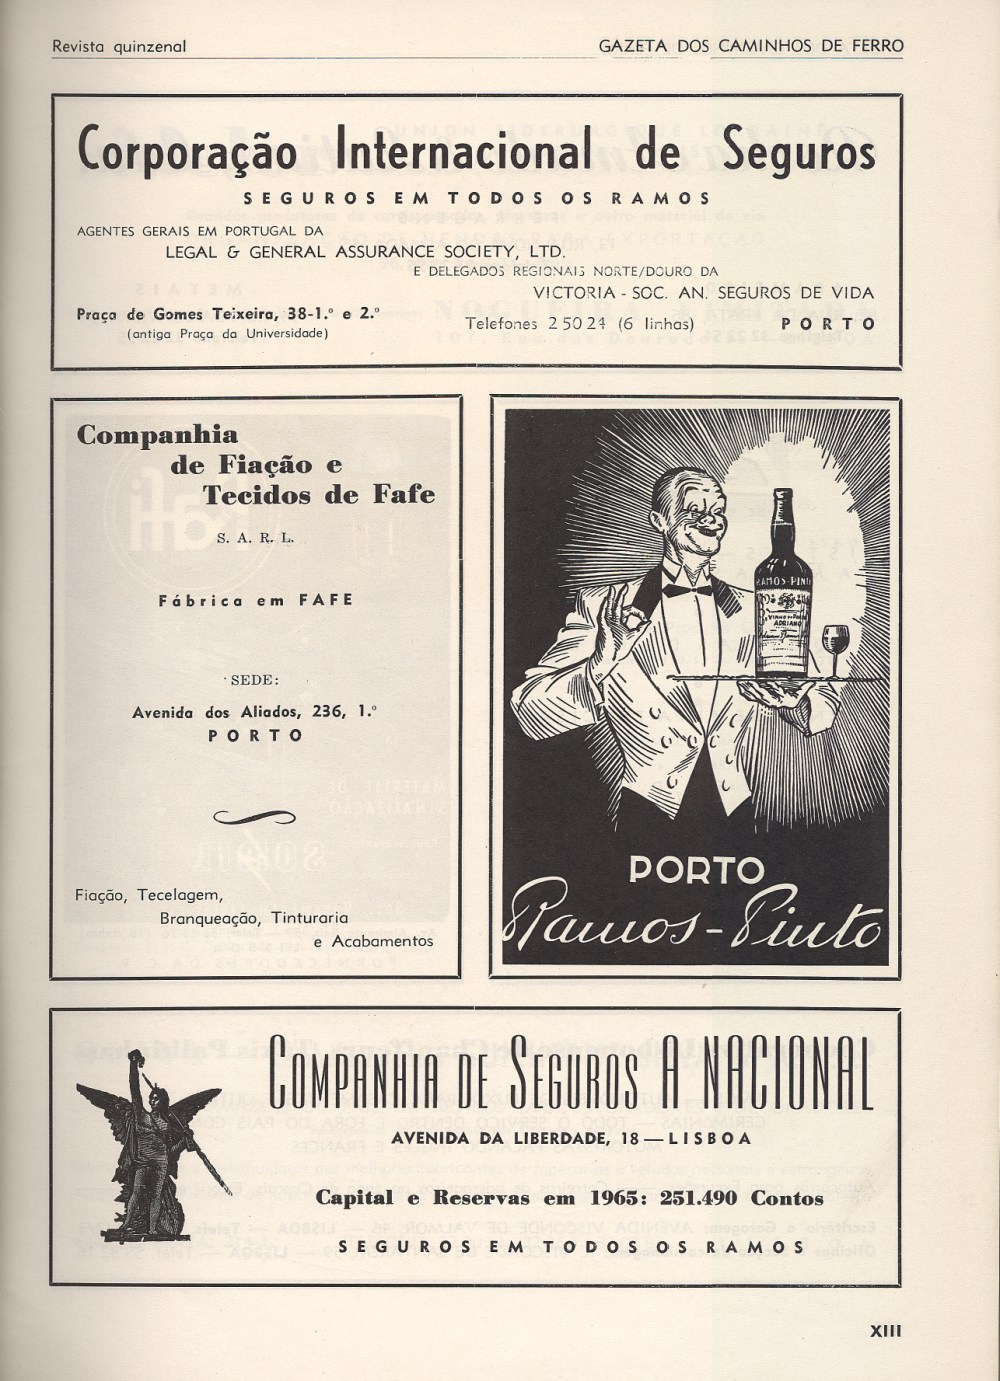 Revista quinzenal
GAZETA DOS CAMINHOS DE FERRO
Corporação Internacional de Seguros
SEGUROS EM TODOS OS RAMOS
AGENTES GERAIS EM PORTUGAL DA
LEGAL & GENERAL ASSURANCE SOCIETY, LTD.
E DELEGADOS REGIONAIS NORTE/DOURO DA
VICTORIA - SOC. AN. SEGUROS DE VIDA
Praça de Gomes Teixeira, 38-1.º e 2.º
(antiga Praça da Universidade)
Telefones (6 linhas) PORTO
Companhia
de Fiação e
Tecidos de Fafe
S. A. R. L.
Fábrica em FAFE
SEDE:
Avenida dos Aliados, 236, 1.º
PORTO
Fiação, Tecelagem,
Branqueação, Tinturaria
e Acabamentos
RAMOS-PINTO
VINHO DO PORTO
ADRIANO
PORTO
Ramos-Pinto
COMPANHIA DE SEGUROS A NACIONAL
AVENIDA DA LIBERDADE, 18 — LISBOA
Capital e Reservas em 1965: 251.490 Contos
SEGUROS EM TODOS OS RAMOS
XIII